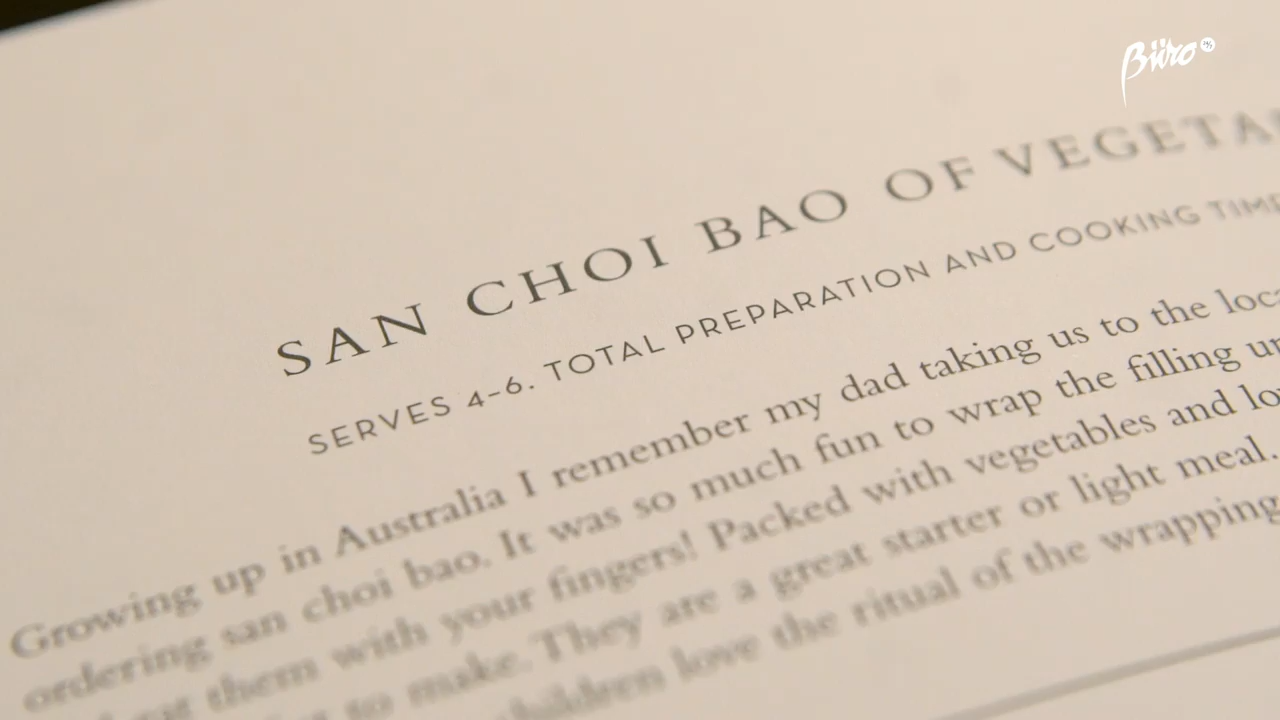 Büro
SAN CHOI BAO OF VEGETA
SERVES 4-6. TOTAL PREPARATION AND COOKING TIME
Growing up in Australia I remember my dad taking us to the loc
ordering san choi bao. It was so much fun to wrap the filling up
them with your fingers! Packed with vegetables and lo
to make. They are a great starter or light meal.
children love the ritual of the wrapping